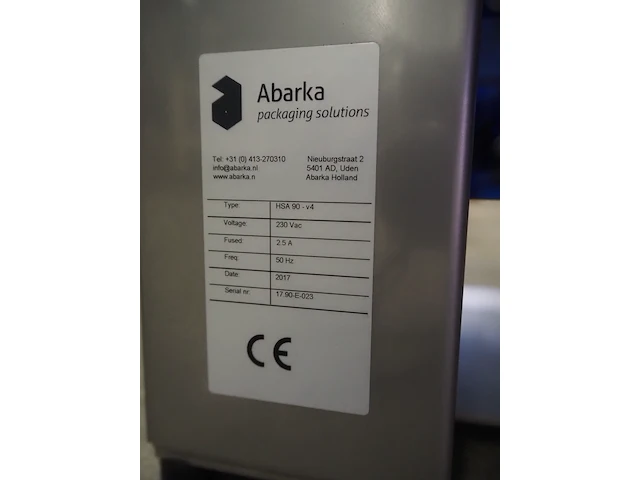 Abarka
packaging solutions
Tel: +31 (0) 413-270310 Nieuburgstraat 2
info@abarka.nl 5401 AD, Uden
www.abarka.n Abarka Holland
Type: HSA 90 - v4
Voltage: 230 Vac
Fused: 2.5 A
Freq: 50 Hz
Date: 2017
Serial nr: 17.90-E-023
CE